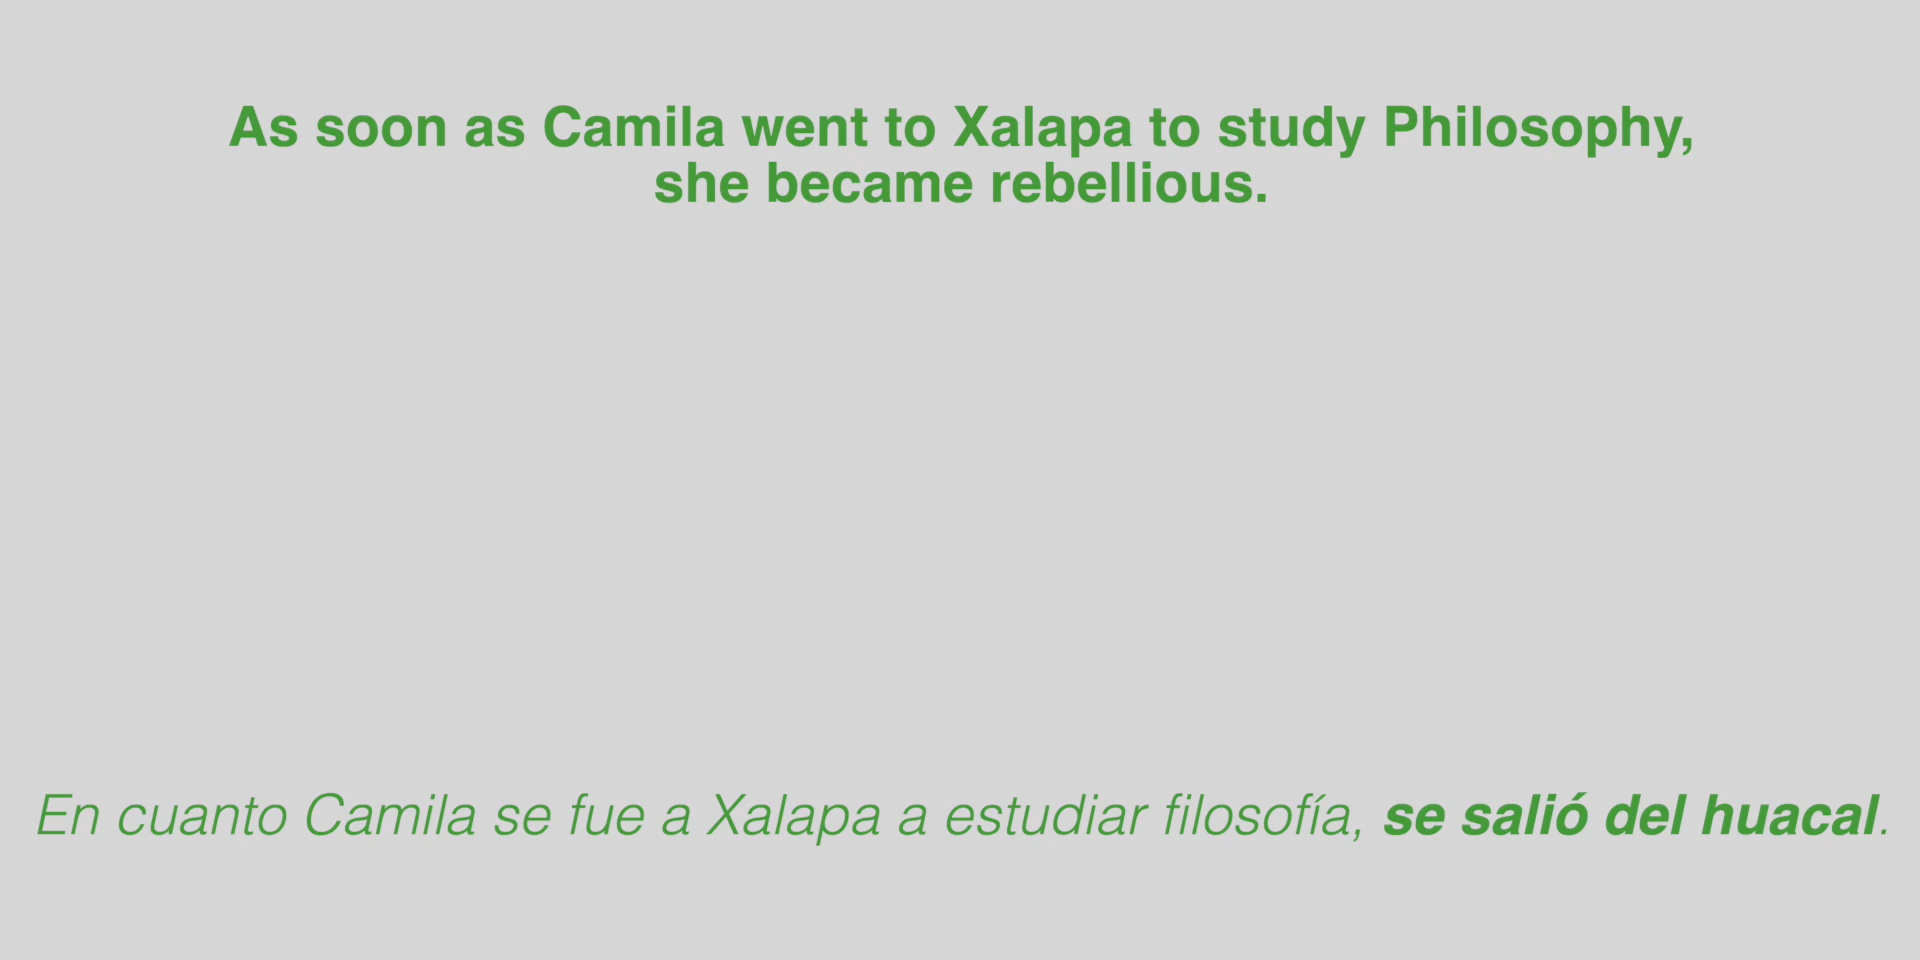 As soon as Camila went to Xalapa to study Philosophy,
she became rebellious.
En cuanto Camila se fue a Xalapa a estudiar filosofía, se salió del huacal.